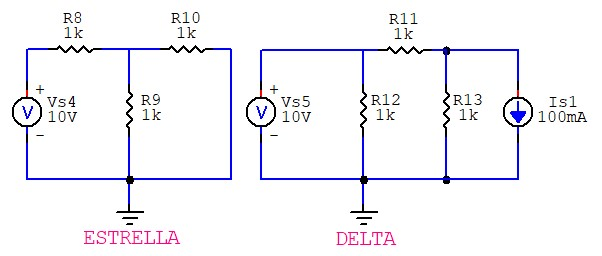 R8
1k
R10
1k
R11
1k
+
Vs4
10V
-
V
R9
1k
+
Vs5
10V
-
V
R12
1k
R13
1k
Is1
100mA
ESTRELLA
DELTA